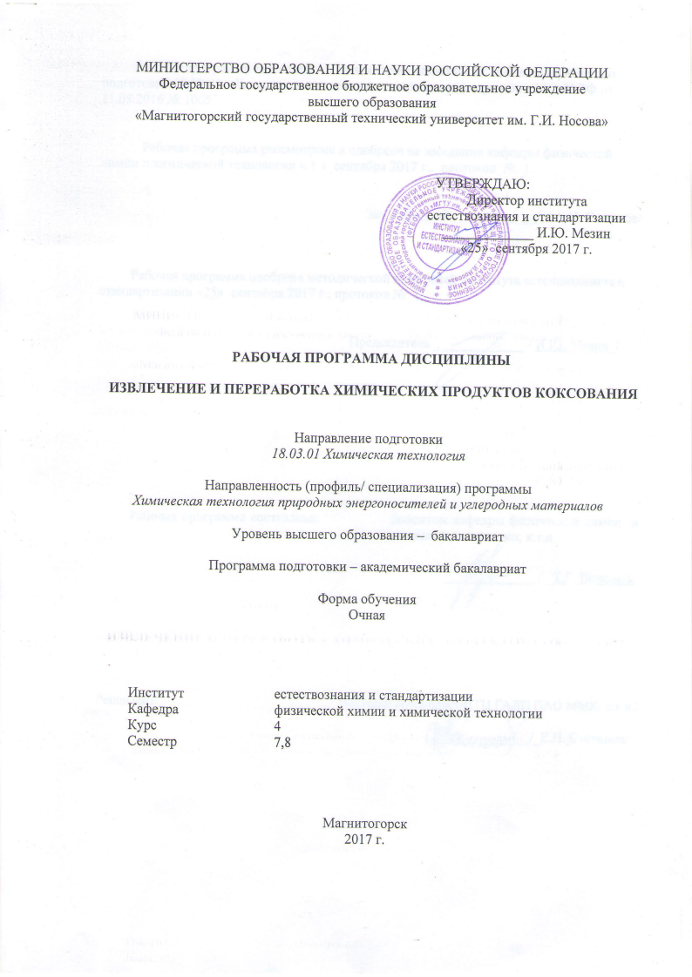 МИНИСТЕРСТВО ОБРАЗОВАНИЯ И НАУКИ РОССИЙСКОЙ ФЕДЕРАЦИИ
Федеральное государственное бюджетное образовательное учреждение
высшего образования
«Магнитогорский государственный технический университет им. Г.И. Носова»
УТВЕРЖДАЮ:
Директор института
естествознания и стандартизации
И.Ю. Мезин
«25» сентября 2017 г.
ИНСТИТУТ
ЕСТЕСТВОЗНАНИЯ
И СТАНДАРТИЗАЦИИ
РАБОЧАЯ ПРОГРАММА ДИСЦИПЛИНЫ
ИЗВЛЕЧЕНИЕ И ПЕРЕРАБОТКА ХИМИЧЕСКИХ ПРОДУКТОВ КОКСОВАНИЯ
Направление подготовки
18.03.01 Химическая технология
Направленность (профиль/ специализация) программы
Химическая технология природных энергоносителей и углеродных материалов
Уровень высшего образования – бакалавриат
Программа подготовки – академический бакалавриат
Форма обучения
Очная
Институт естествознания и стандартизации
Кафедра физической химии и химической технологии
Курс 4
Семестр 7,8
Магнитогорск
2017 г.